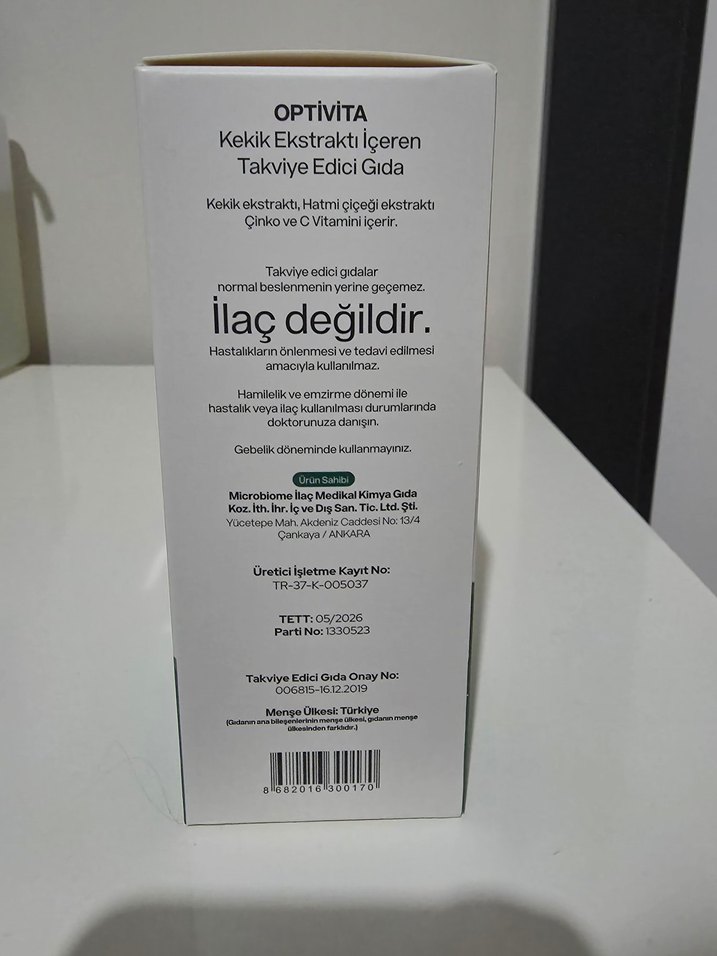 OPTİVİTA
Kekik Ekstraktı İçeren
Takviye Edici Gıda
Kekik ekstraktı, Hatmi çiçeği ekstraktı
Çinko ve C Vitamini içerir.
Takviye edici gıdalar
normal beslenmenin yerine geçemez.
İlaç değildir.
Hastalıkların önlenmesi ve tedavi edilmesi
amacıyla kullanılmaz.
Hamilelik ve emzirme dönemi ile
hastalık veya ilaç kullanılması durumlarında
doktorunuza danışın.
Gebelik döneminde kullanmayınız.
Ürün Sahibi
Microbiome İlaç Medikal Kimya Gıda
Koz. İth. İhr. İç ve Dış San. Tic. Ltd. Şti.
Yücetepe Mah. Akdeniz Caddesi No: 13/4
Çankaya / ANKARA
Üretici İşletme Kayıt No:
TR-37-K-005037
TETT: 05/2026
Parti No: 1330523
Takviye Edici Gıda Onay No:
006815-16.12.2019
Menşe Ülkesi: Türkiye
(Gıdanın ana bileşenlerinin menşe ülkesi, gıdanın menşe
ülkesinden farklıdır.)
8 682016 300170